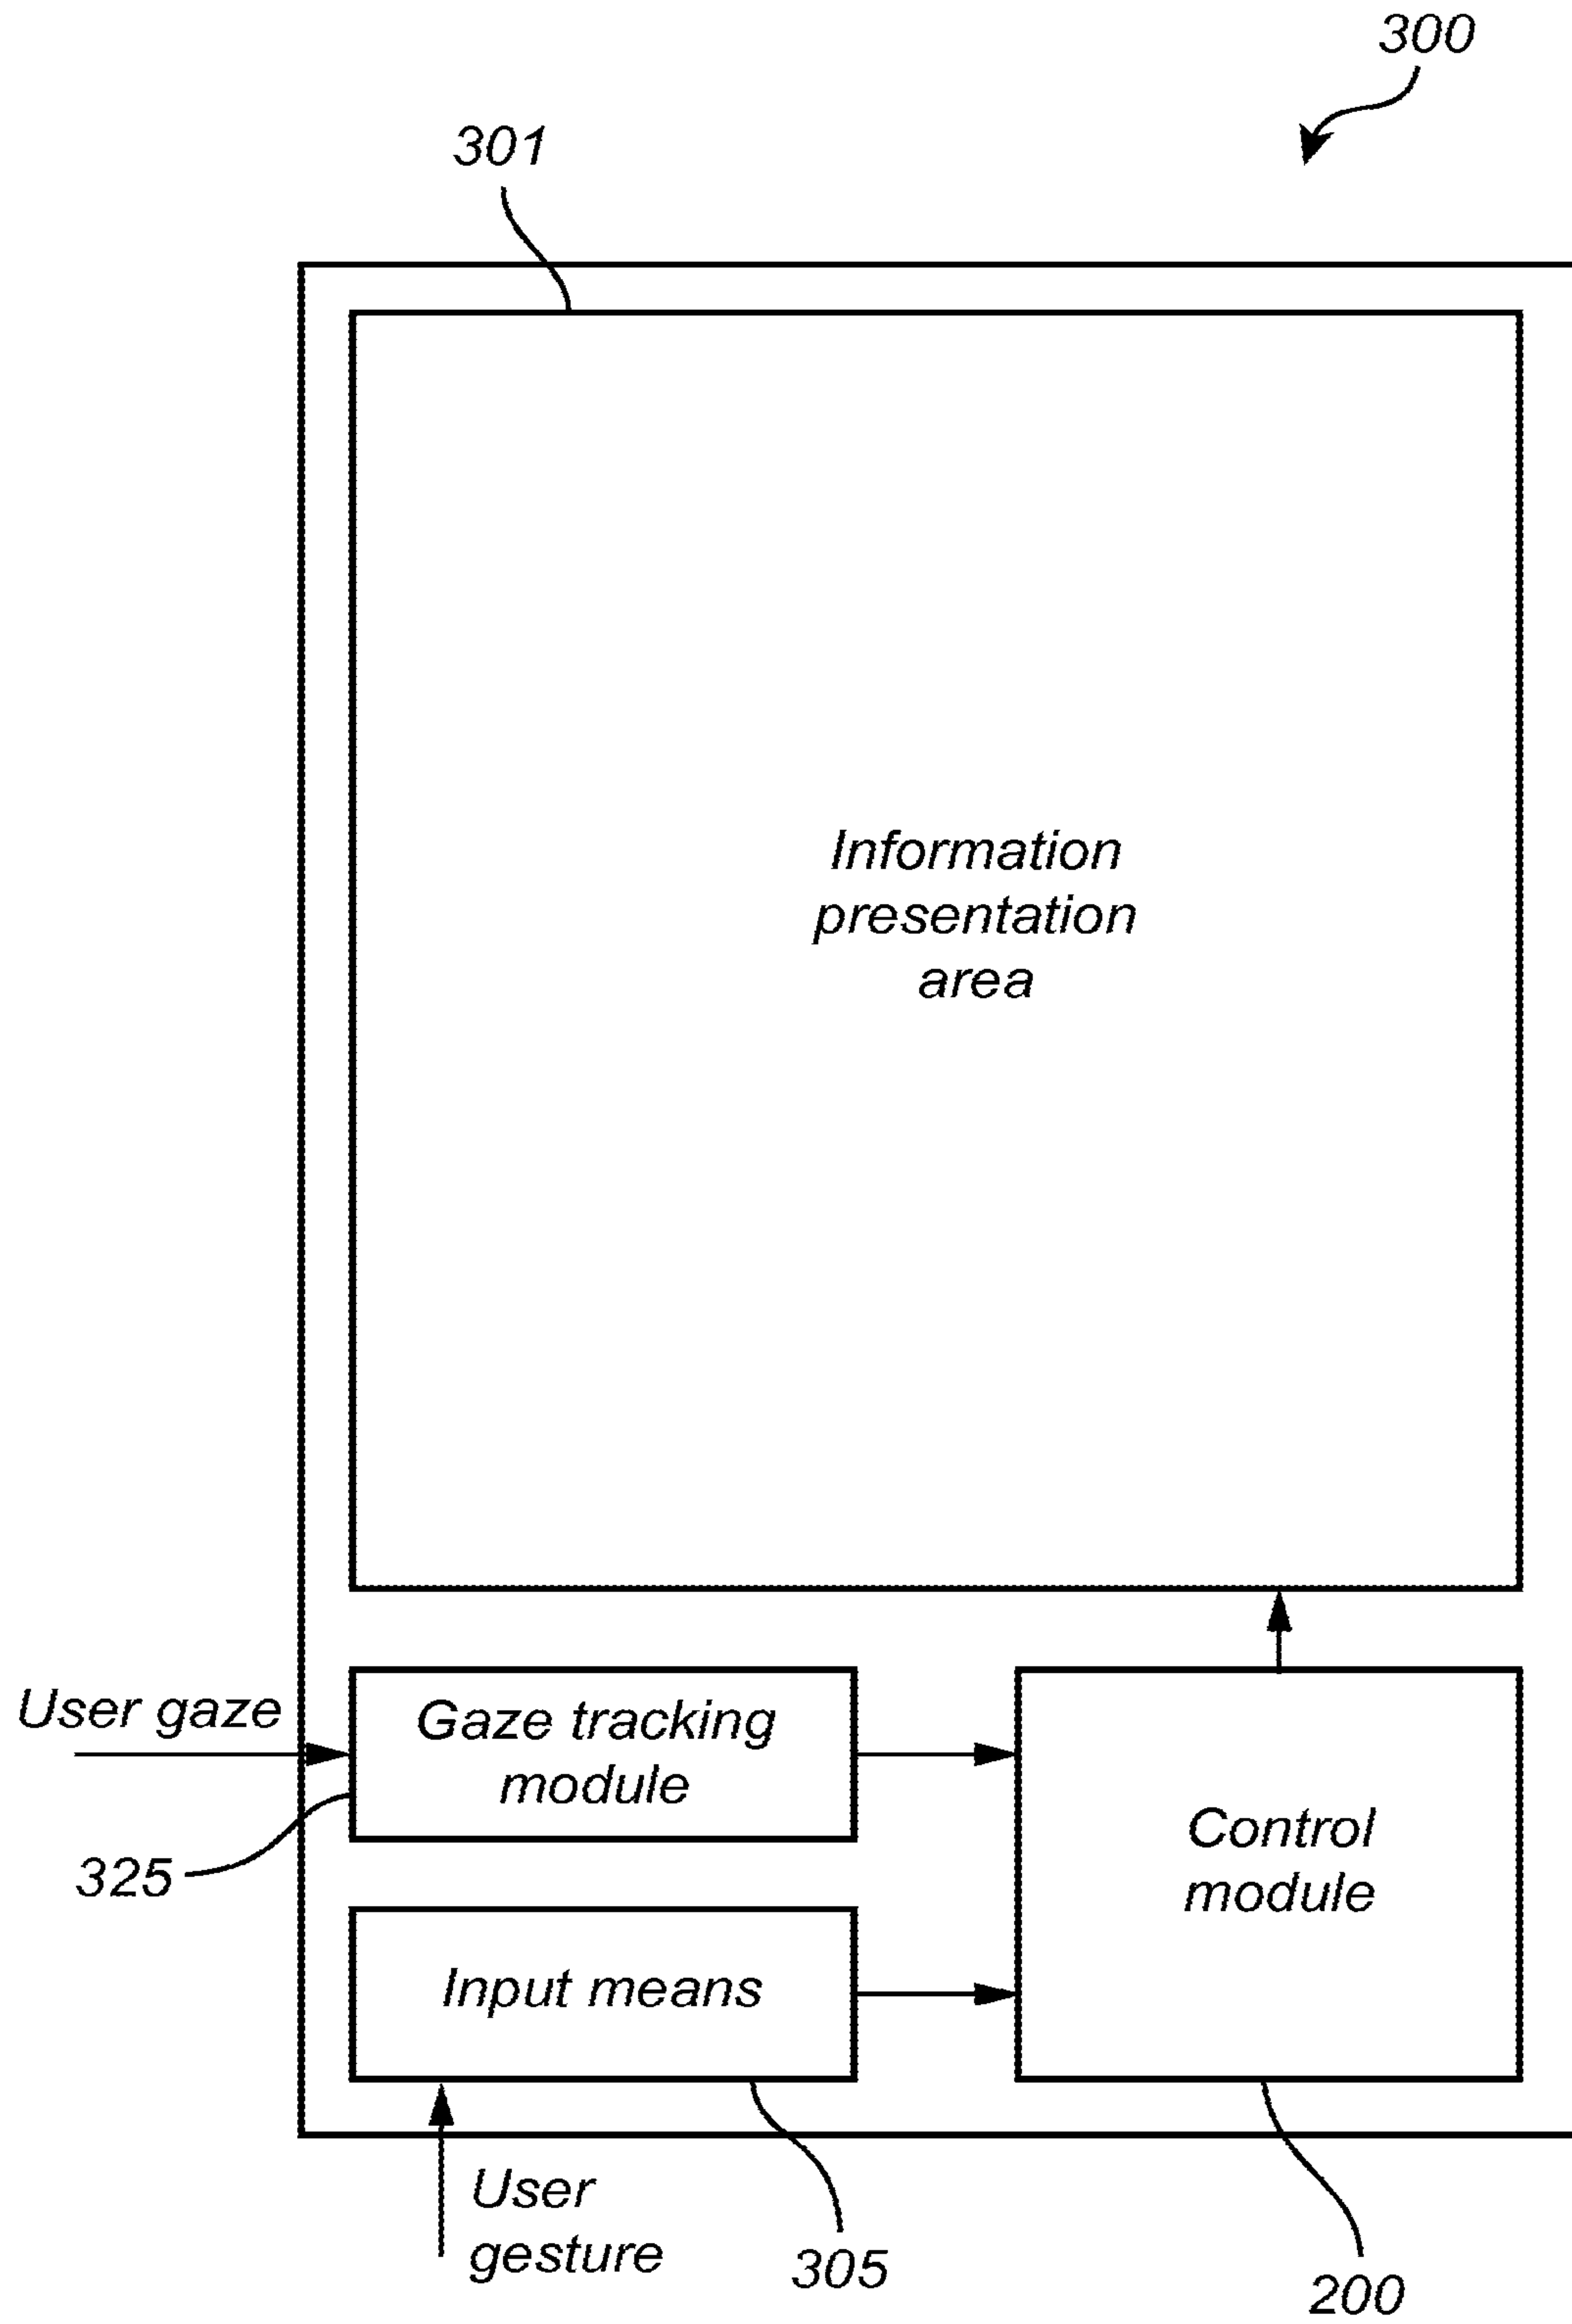 300
301
Information
presentation
area
User gaze
Gaze tracking
module
325
Control
module
Input means
User
gesture
305
200